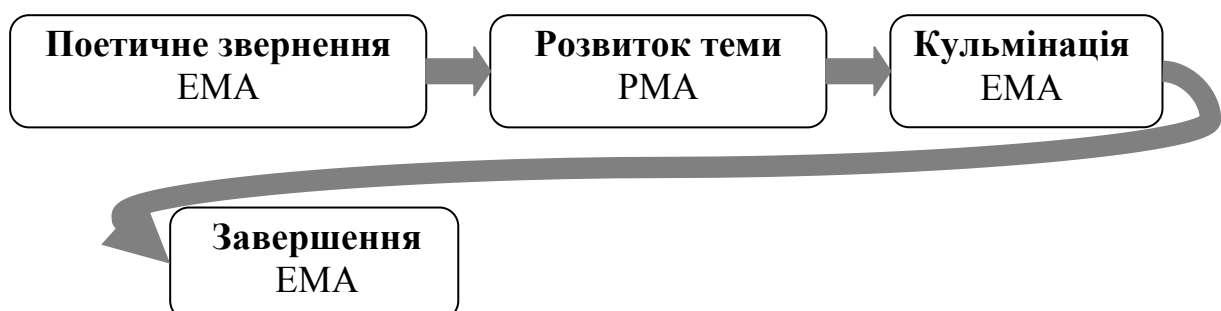 Поетичне звернення
ЕМА
Розвиток теми
РМА
Кульмінація
ЕМА
Завершення
ЕМА